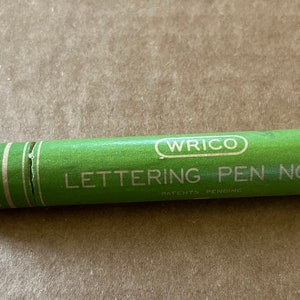 WRICO
LETTERING PEN NO
PATENTS PENDING